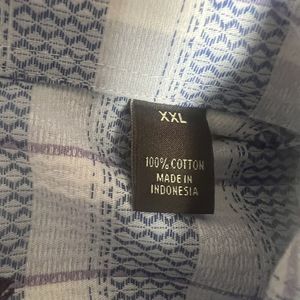 XXL
100% COTTON
MADE IN
INDONESIA